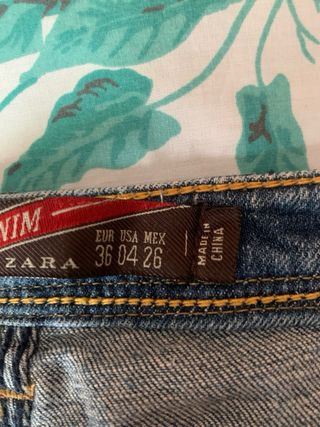 NIM
ZARA
EUR USA MEX
36 04 26
MADE IN
CHINA